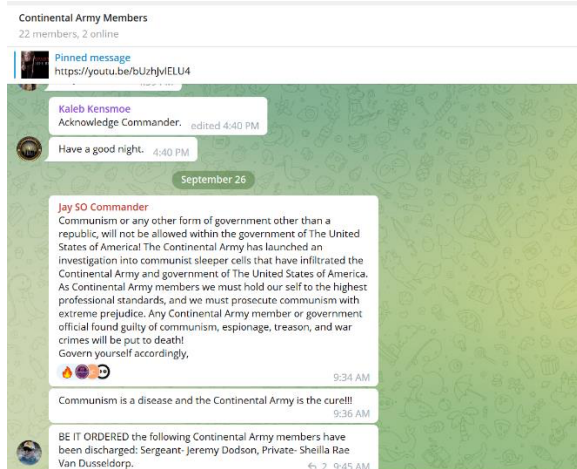 Continental Army Members
22 members, 2 online
Pinned message
https://youtu.be/bUzhJvlELU4
Kaleb Kensmoe
Acknowledge Commander. edited 4:40 PM
Have a good night. 4:40 PM
September 26
Jay SO Commander
Communism or any other form of government other than a
republic, will not be allowed within the government of The United
States of America! The Continental Army has launched an
investigation into communist sleeper cells that have infiltrated the
Continental Army and government of The United States of America.
As Continental Army members we must hold our self to the highest
professional standards, and we must prosecute communism with
extreme prejudice. Any Continental Army member or government
official found guilty of communism, espionage, treason, and war
crimes will be put to death!
Govern yourself accordingly,
9:34 AM
Communism is a disease and the Continental Army is the cure!!!
9:36 AM
BE IT ORDERED the following Continental Army members have
been discharged: Sergeant- Jeremy Dodson, Private- Sheilla Rae
Van Dusseldorp. 2 9:45 AM